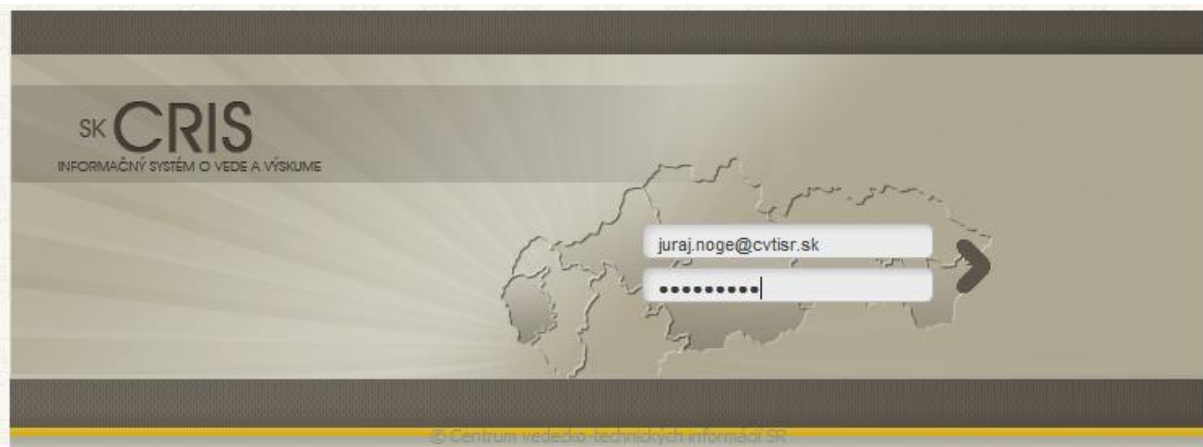 SK CRIS
INFORMAČNÝ SYSTÉM O VEDE A VÝSKUME
juraj.noge@cvtisr.sk
•••••••••
© Centrum vedecko-technických informácií SR